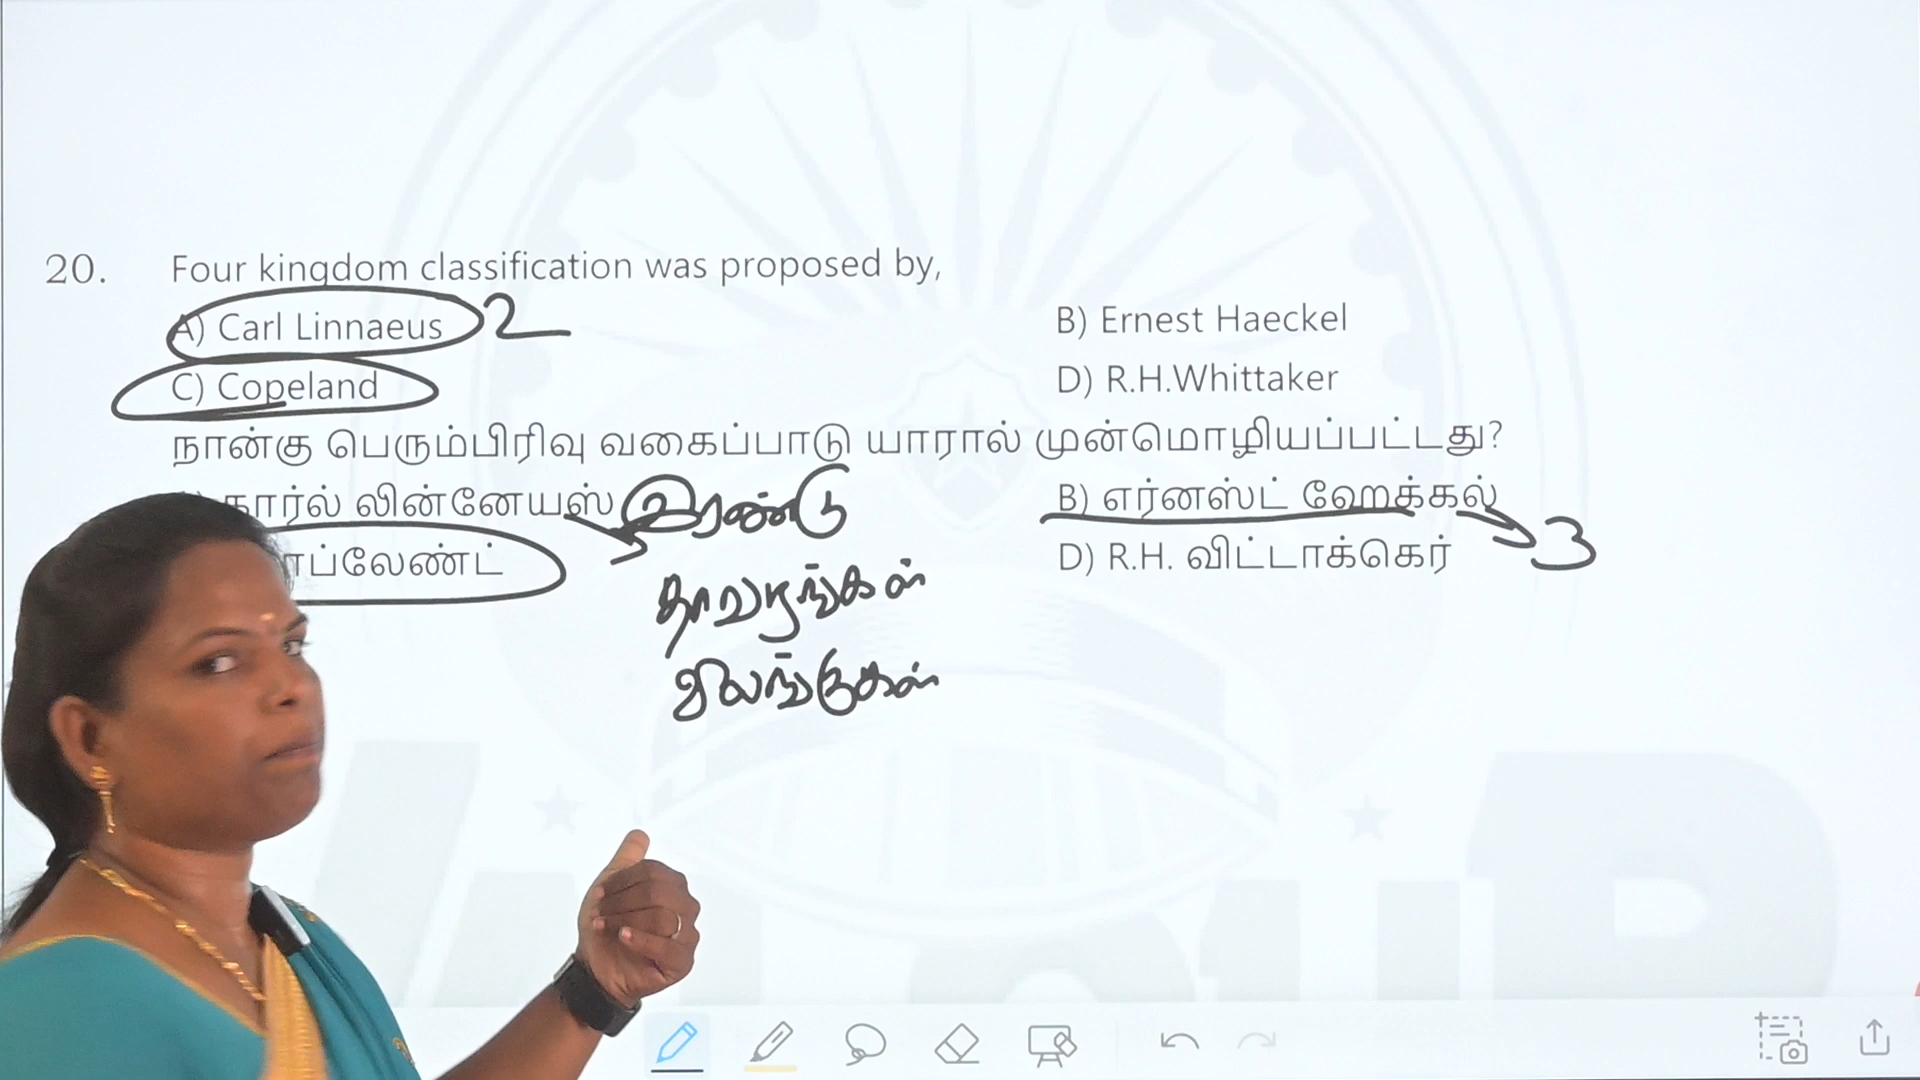 20. Four kingdom classification was proposed by,
A) Carl Linnaeus 2 B) Ernest Haeckel
C) Copeland D) R.H.Whittaker
நான்கு பெரும்பிரிவு வகைப்பாடு யாரால் முன்மொழியப்பட்டது?
கார்ல் லின்னேயஸ் இரண்டு B) எர்னஸ்ட் ஹேக்கல் 3
ப்லேண்ட் D) R.H. விட்டாக்கெர்
தாவரங்கள்
விலங்குகள்